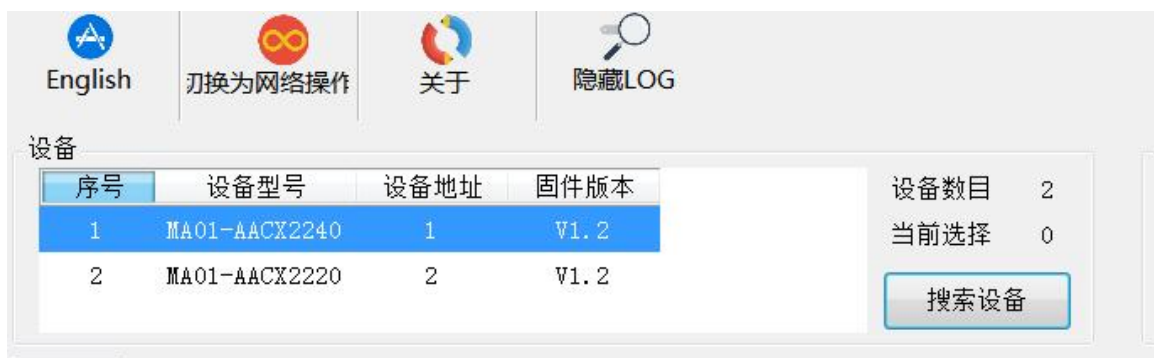 English 切换为网络操作 关于 隐藏LOG
设备
序号 设备型号 设备地址 固件版本
1 MA01-AACX2240 1 V1.2
2 MA01-AACX2220 2 V1.2
设备数目 2
当前选择 0
搜索设备